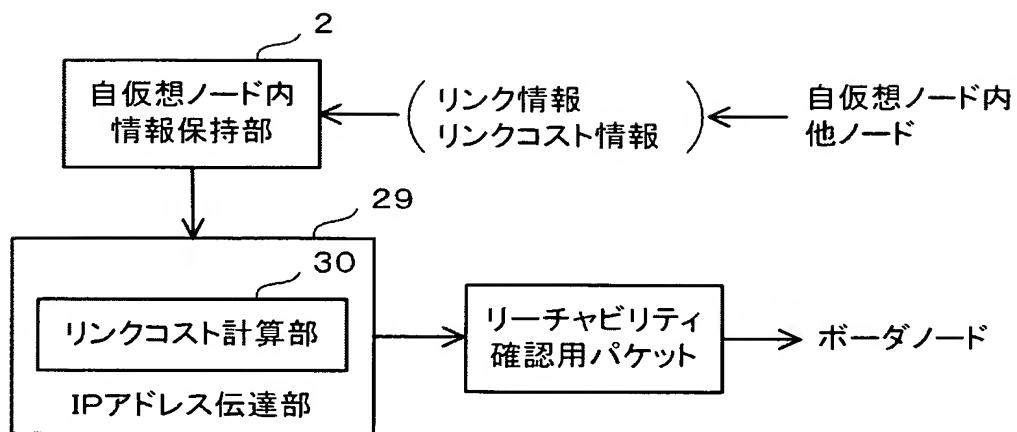 2
自仮想ノード内
情報保持部
リンク情報
リンクコスト情報
自仮想ノード内
他ノード
29
30
リンクコスト計算部
IPアドレス伝達部
リーチャビリティ
確認用パケット
ボーダノード